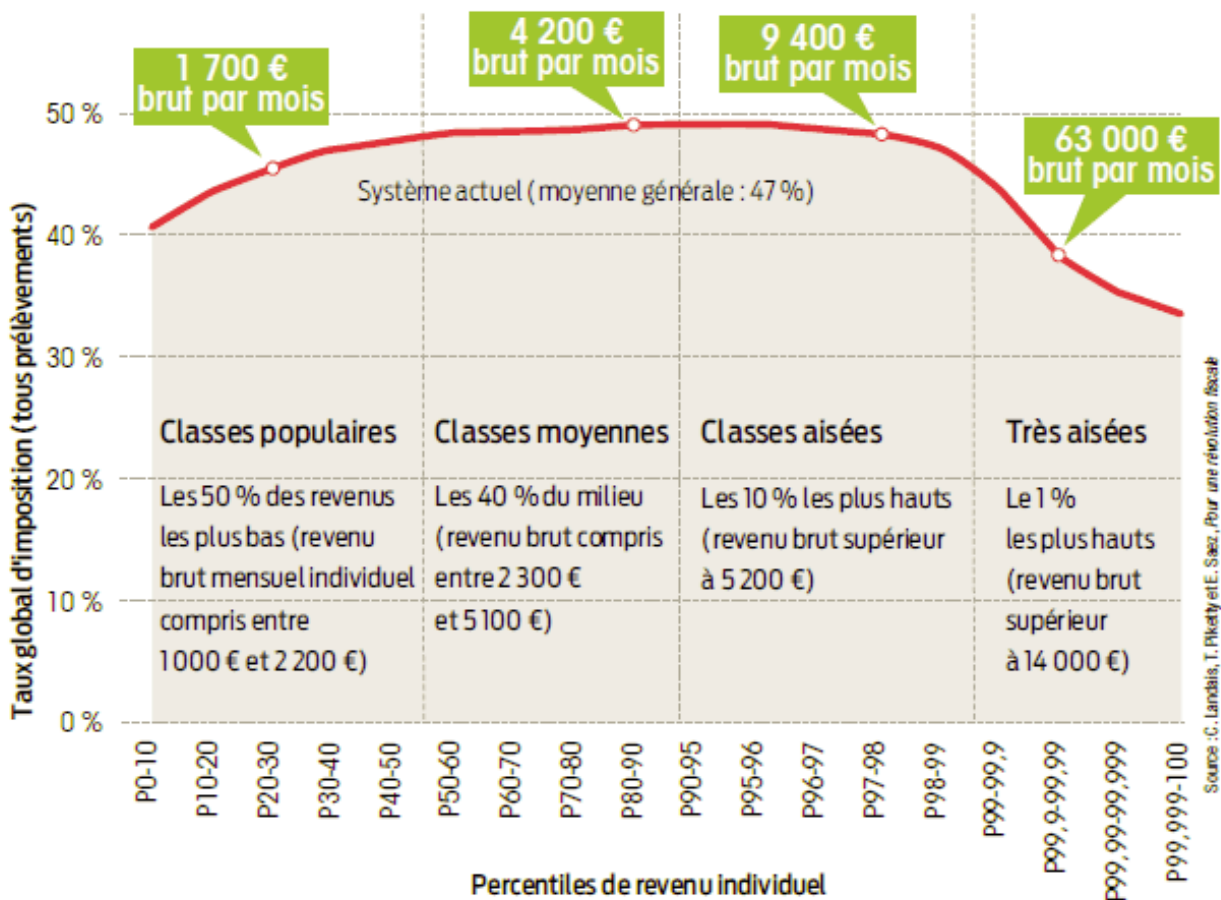 1 700 €
brut par mois
4 200 €
brut par mois
9 400 €
brut par mois
63 000 €
brut par mois
Système actuel (moyenne générale : 47 %)
Taux global d'imposition (tous prélèvements)
50 %
40 %
30 %
20 %
10 %
0 %
Classes populaires
Les 50 % des revenus
les plus bas (revenu
brut mensuel individuel
compris entre
1 000 € et 2 200 €)
Classes moyennes
Les 40 % du milieu
(revenu brut compris
entre 2 300 €
et 5 100 €)
Classes aisées
Les 10 % les plus hauts
(revenu brut supérieur
à 5 200 €)
Très aisées
Le 1 %
les plus hauts
(revenu brut
supérieur
à 14 000 €)
P0-10
P10-20
P20-30
P30-40
P40-50
P50-60
P60-70
P70-80
P80-90
P90-95
P95-96
P96-97
P97-98
P98-99
P99-99,9
P99,9-99,99
P99,99-99,999
P99,999-100
Percentiles de revenu individuel
Source : C. Landais, T. Piketty et E. Saez, Pour une révolution fiscale